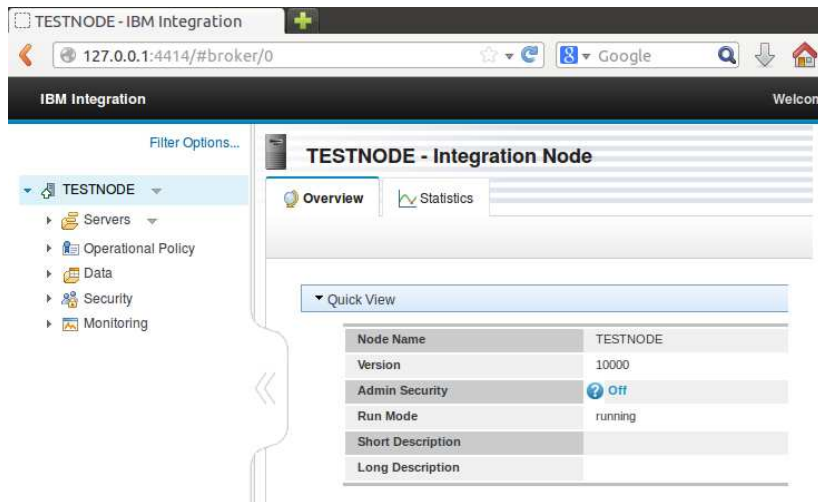 TESTNODE - IBM Integration
127.0.0.1:4414/#broker/0
Google
IBM Integration
Welcom
Filter Options...
TESTNODE - Integration Node
TESTNODE
Overview
Statistics
Servers
Operational Policy
Data
Security
Monitoring
Quick View
Node Name TESTNODE
Version 10000
Admin Security Off
Run Mode running
Short Description
Long Description